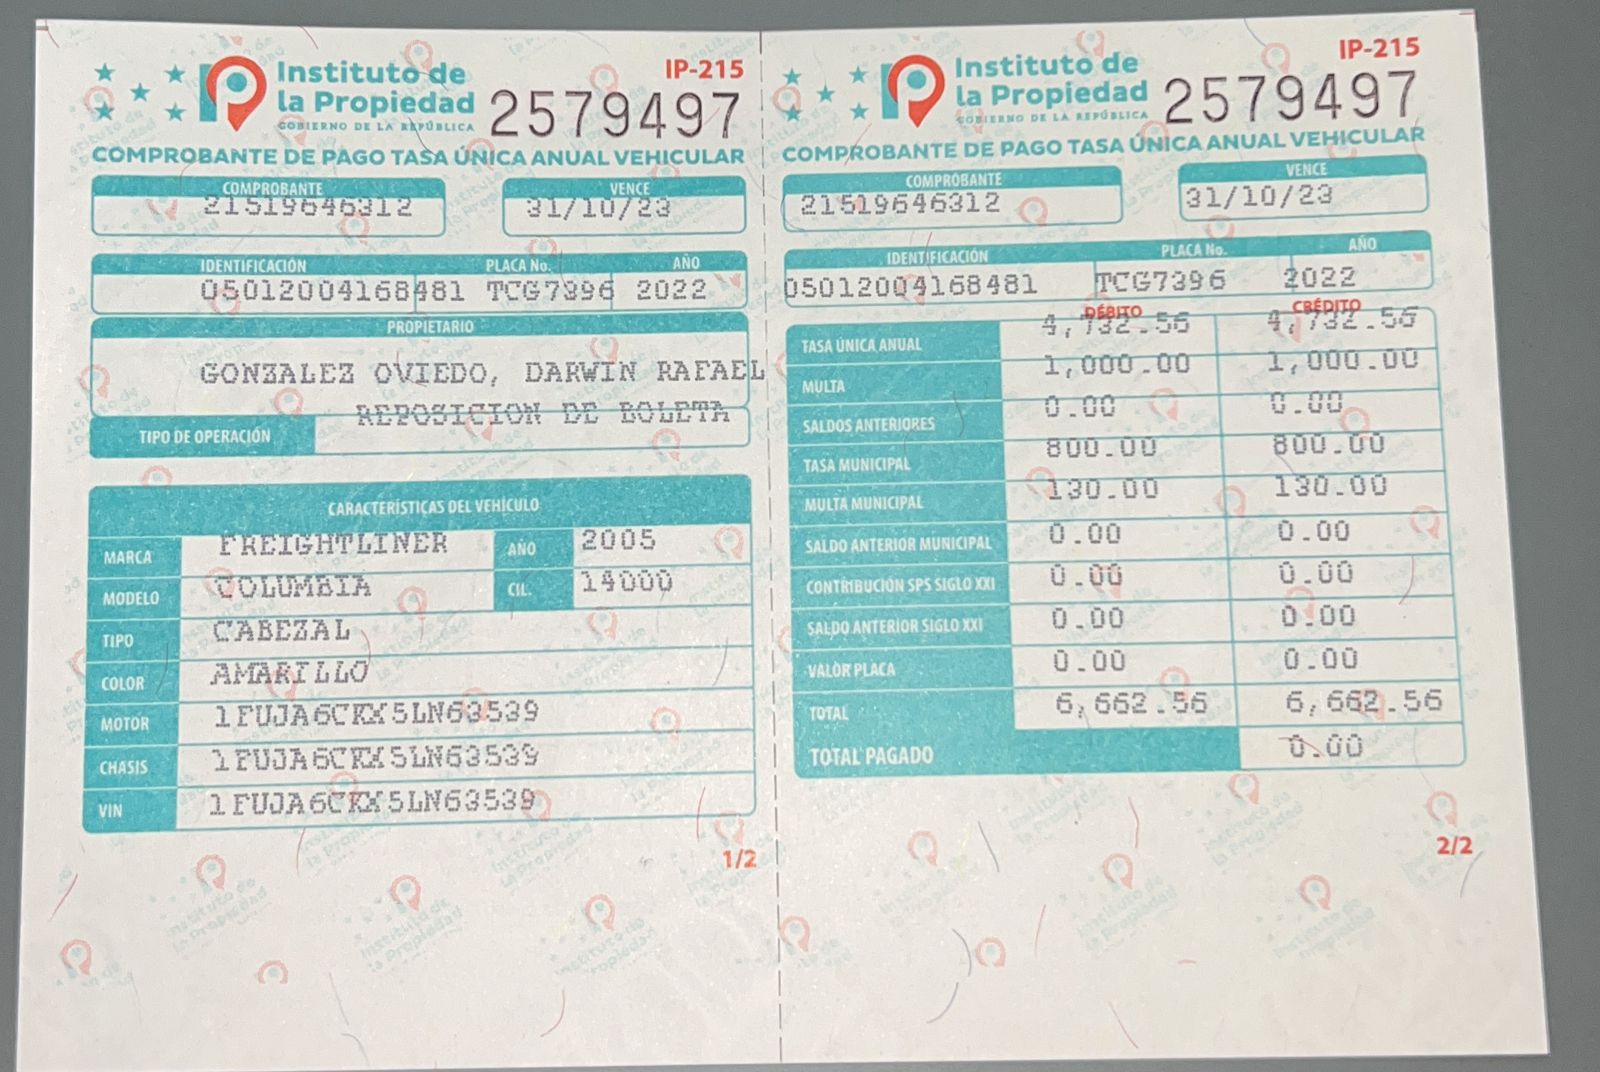 Instituto de
la Propiedad
GOBIERNO DE LA REPÚBLICA
IP-215
2579497
COMPROBANTE DE PAGO TASA ÚNICA ANUAL VEHICULAR
COMPROBANTE VENCE
21519646312 31/10/23
IDENTIFICACIÓN PLACA No. AÑO
05012004168481 TCG7396 2022
PROPIETARIO
GONZALEZ OVIEDO, DARWIN RAFAEL
TIPO DE OPERACIÓN REPOSICION DE BOLETA
CARACTERÍSTICAS DEL VEHÍCULO
MARCA FREIGHTLINER AÑO 2005
MODELO COLUMBIA CIL. 14000
TIPO CABEZAL
COLOR AMARILLO
MOTOR 1FUJA6CKX5LN63539
CHASIS 1FUJA6CKX5LN63539
VIN 1FUJA6CKX5LN63539
1/2
Instituto de
la Propiedad
GOBIERNO DE LA REPÚBLICA
IP-215
2579497
COMPROBANTE DE PAGO TASA ÚNICA ANUAL VEHICULAR
COMPROBANTE VENCE
21519646312 31/10/23
IDENTIFICACIÓN PLACA No. AÑO
05012004168481 TCG7396 2022
DÉBITO CRÉDITO
TASA ÚNICA ANUAL 4,732.56 4,732.56
MULTA 1,000.00 1,000.00
SALDOS ANTERIORES 0.00 0.00
TASA MUNICIPAL 800.00 800.00
MULTA MUNICIPAL 130.00 130.00
SALDO ANTERIOR MUNICIPAL 0.00 0.00
CONTRIBUCIÓN SPS SIGLO XXI 0.00 0.00
SALDO ANTERIOR SIGLO XXI 0.00 0.00
VALOR PLACA 0.00 0.00
TOTAL 6,662.56 6,662.56
TOTAL PAGADO 0.00
2/2